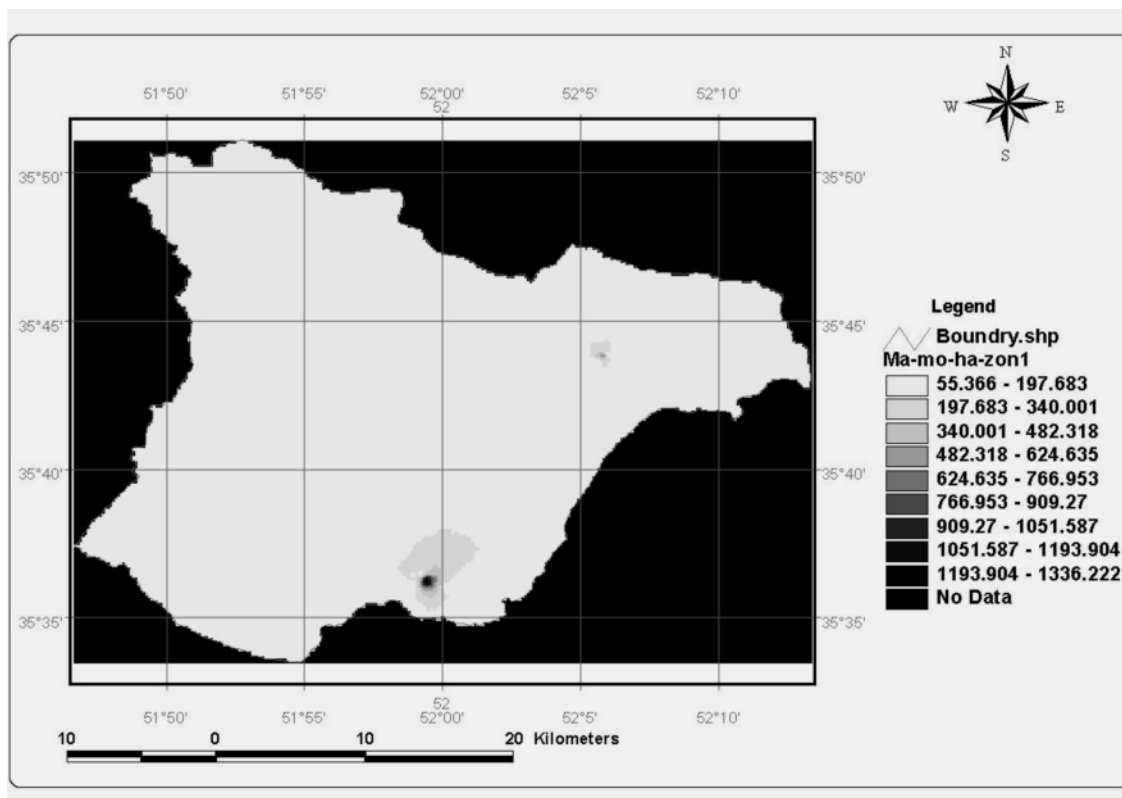 N
W E
S
51°50' 51°55' 52°00' 52°5' 52°10'
52
35°50' 35°50'
35°45' 35°45'
35°40' 35°40'
35°35' 35°35'
52
51°50' 51°55' 52°00' 52°5' 52°10'
Legend
Boundry.shp
Ma-mo-ha-zon1
55.366 - 197.683
197.683 - 340.001
340.001 - 482.318
482.318 - 624.635
624.635 - 766.953
766.953 - 909.27
909.27 - 1051.587
1051.587 - 1193.904
1193.904 - 1336.222
No Data
10 0 10 20 Kilometers